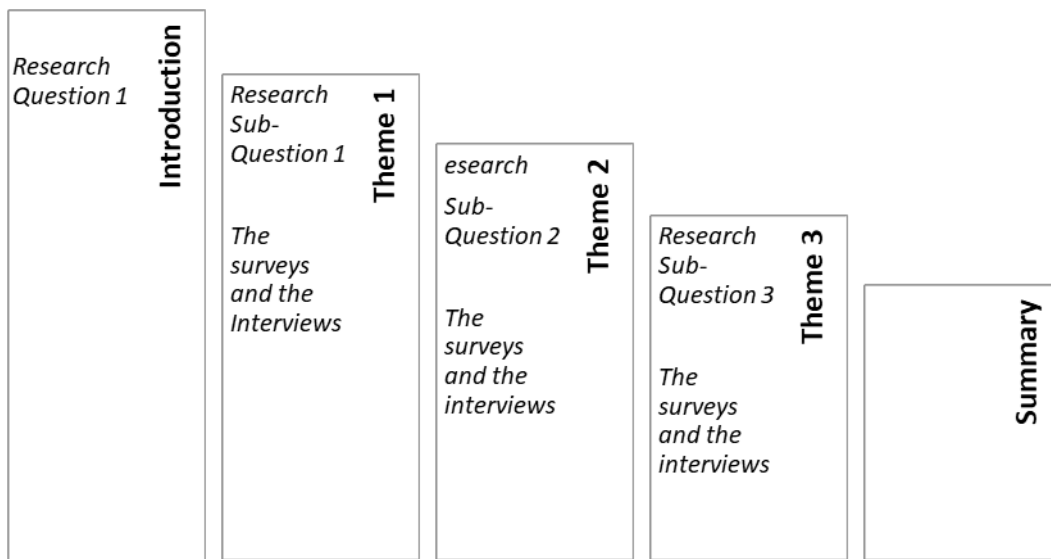 Introduction
Research
Question 1
Theme 1
Research
Sub-
Question 1
The
surveys
and the
Interviews
Theme 2
esearch
Sub-
Question 2
The
surveys
and the
interviews
Theme 3
Research
Sub-
Question 3
The
surveys
and the
interviews
Summary